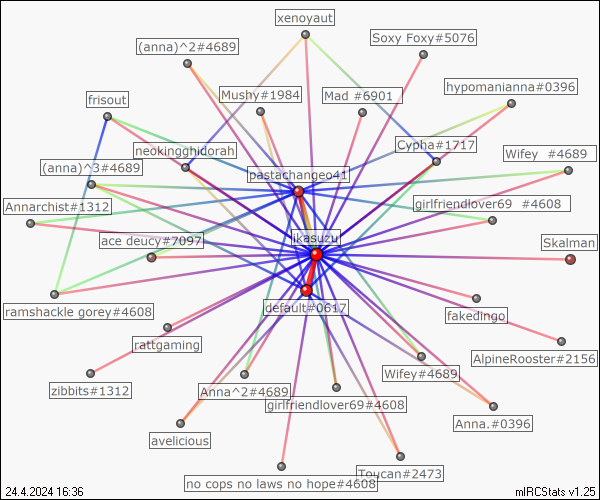 xenoyaut
Soxy Foxy#5076
(anna)^2#4689
hypomanianna#0396
Mushy#1984
Mad #6901
frisout
Cypha#1717
neokingghidorah
Wifey #4689
(anna)^3#4689
pastachangeo41
girlfriendlover69 #4608
Annarchist#1312
ikasuzu
ace deucy#7097
Skalman
ramshackle gorey#4608
default#0617
fakedingo
rattgaming
AlpineRooster#2156
Wifey#4689
zibbits#1312
Anna^2#4689
girlfriendlover69#4608
Anna.#0396
avelicious
Toucan#2473
no cops no laws no hope#4608
24.4.2024 16:36
mIRCStats v1.25